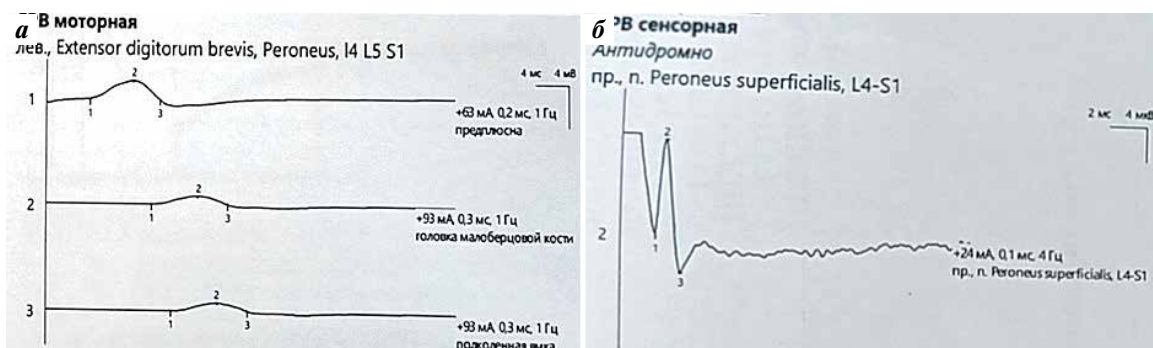 а
В моторная
лев., Extensor digitorum brevis, Peroneus, I4 L5 S1
4 мс 4 мВ
1
1
2
3
+63 мА, 0,2 мс, 1 Гц
предплюсна
2
1
2
3
+93 мА, 0,3 мс, 1 Гц
головка малоберцовой кости
3
1
2
3
+93 мА, 0,3 мс, 1 Гц
подколенная ямка
б
РВ сенсорная
Антидромно
пр., n. Peroneus superficialis, L4-S1
2 мс 4 мкВ
2
1
2
3
+24 мА, 0,1 мс, 4 Гц
пр., n. Peroneus superficialis, L4-S1